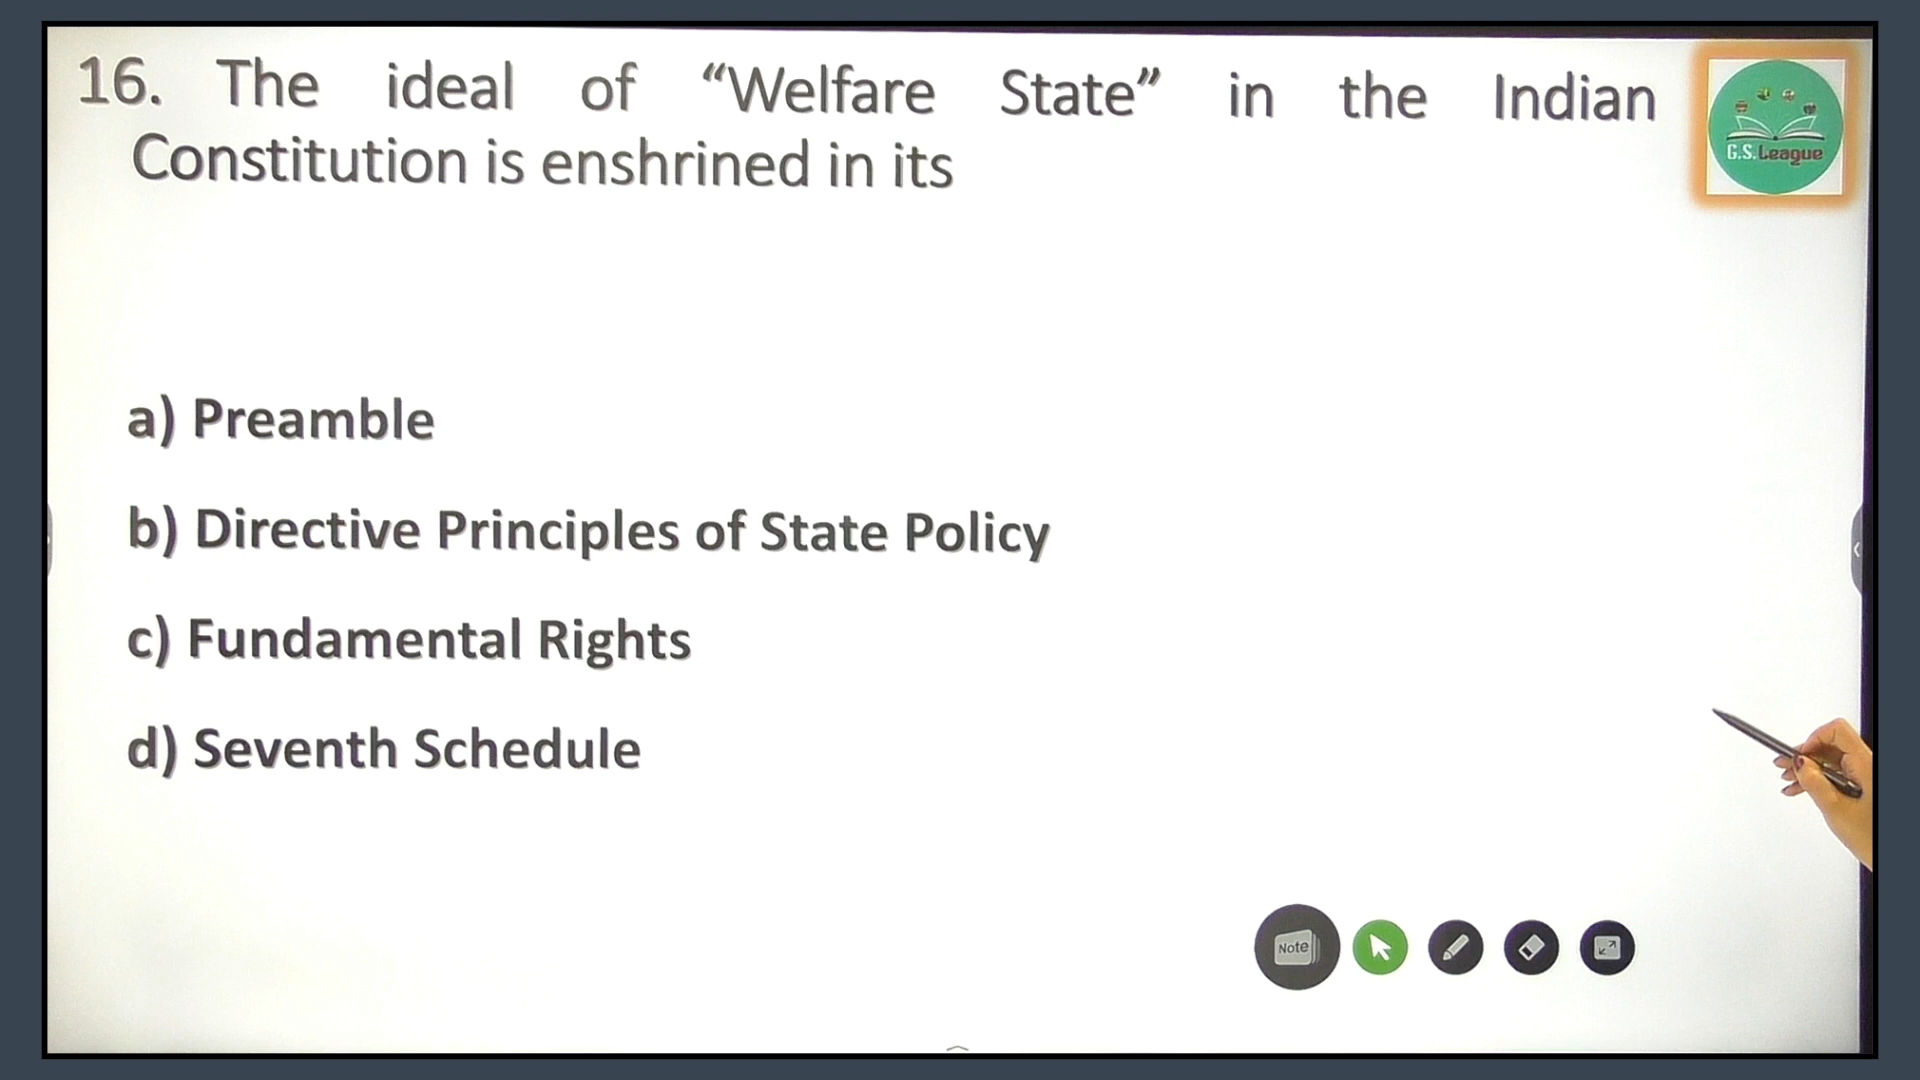 16. The ideal of “Welfare State” in the Indian
Constitution is enshrined in its
G.S.League
a) Preamble
b) Directive Principles of State Policy
c) Fundamental Rights
d) Seventh Schedule
Note